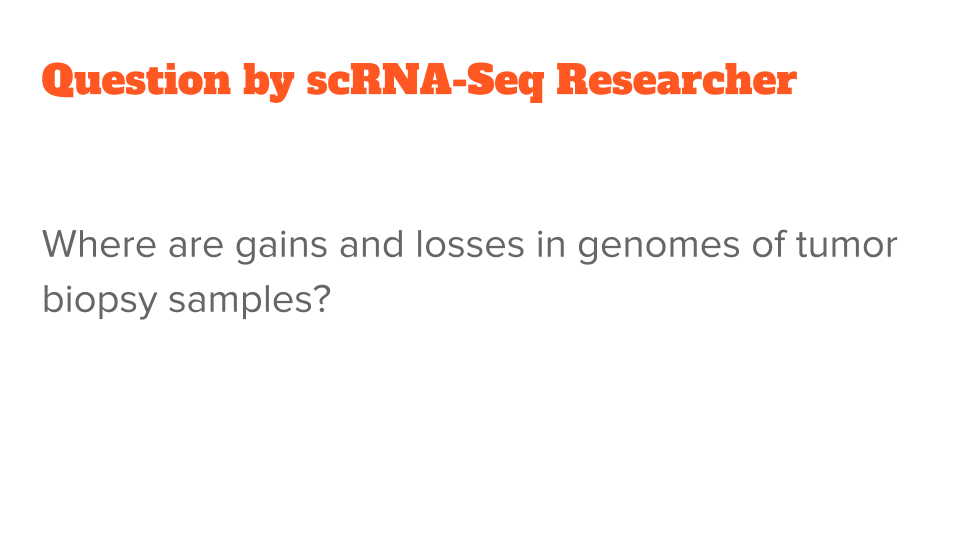 Question by scRNA-Seq Researcher
Where are gains and losses in genomes of tumor
biopsy samples?